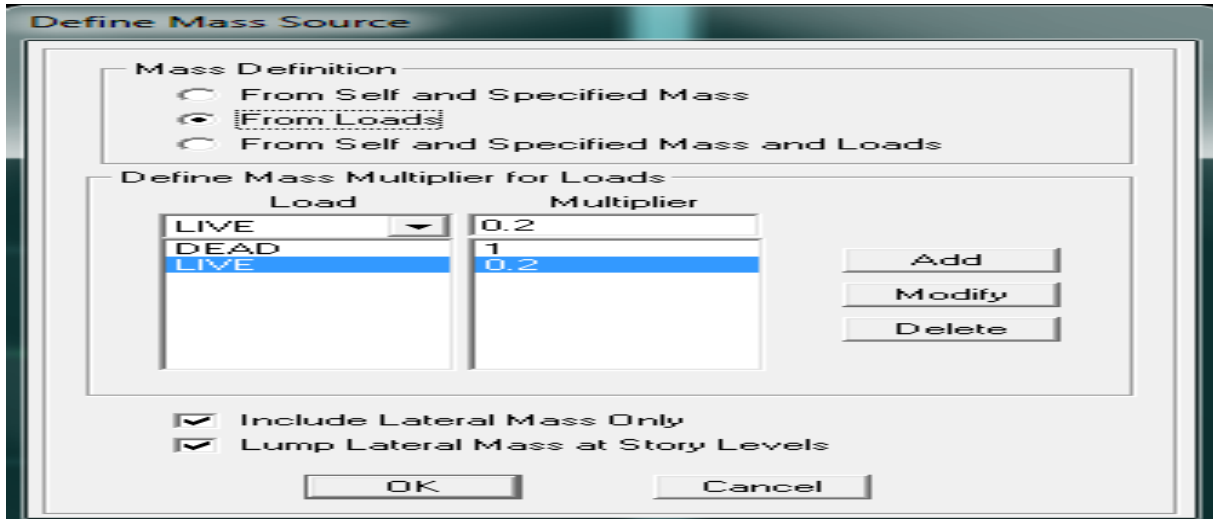 Define Mass Source
Mass Definition
From Self and Specified Mass
From Loads
From Self and Specified Mass and Loads
Define Mass Multiplier for Loads
Load Multiplier
LIVE 0.2
DEAD 1
LIVE 0.2
Add
Modify
Delete
Include Lateral Mass Only
Lump Lateral Mass at Story Levels
OK Cancel